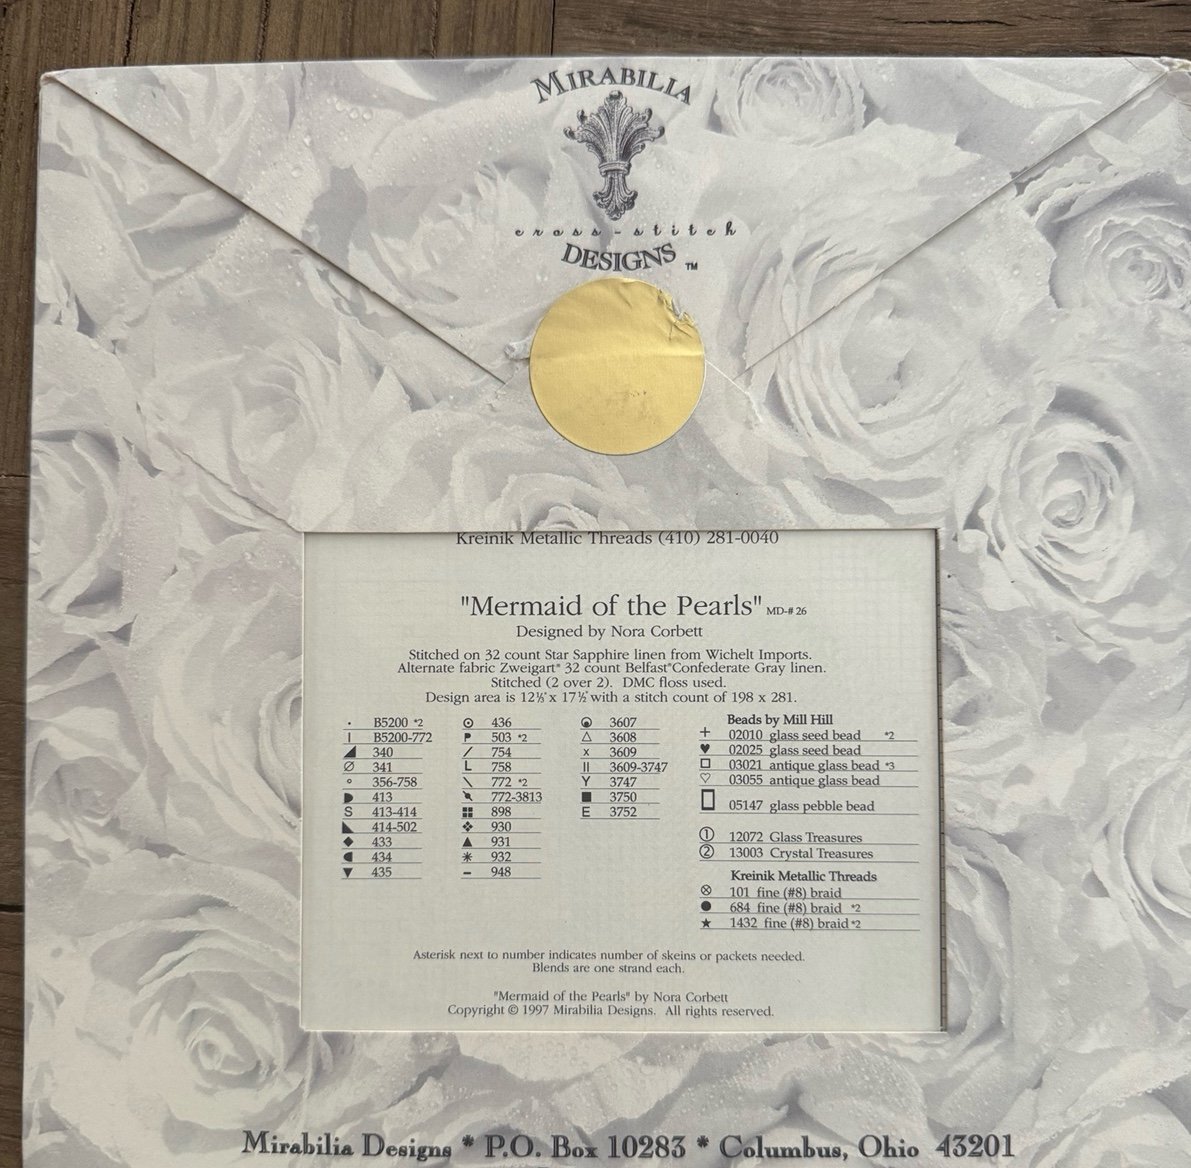 MIRABILIA
cross-stitch
DESIGNS ™
Kreinik Metallic Threads (410) 281-0040
"Mermaid of the Pearls" MD-# 26
Designed by Nora Corbett
Stitched on 32 count Star Sapphire linen from Wichelt Imports.
Alternate fabric Zweigart® 32 count Belfast®Confederate Gray linen.
Stitched (2 over 2). DMC floss used.
Design area is 12⅓" x 17½" with a stitch count of 198 x 281.
· B5200 *2
| B5200-772
◢ 340
∅ 341
° 356-758
◗ 413
S 413-414
◣ 414-502
◆ 433
◖ 434
▼ 435
⊙ 436
P 503 *2
/ 754
L 758
\ 772 *2
772-3813
898
❖ 930
▲ 931
✳ 932
– 948
3607
△ 3608
x 3609
|| 3609-3747
Y 3747
■ 3750
E 3752
Beads by Mill Hill
+ 02010 glass seed bead *2
♥ 02025 glass seed bead
□ 03021 antique glass bead *3
♡ 03055 antique glass bead
▯ 05147 glass pebble bead
① 12072 Glass Treasures
② 13003 Crystal Treasures
Kreinik Metallic Threads
⊗ 101 fine (#8) braid
● 684 fine (#8) braid *2
★ 1432 fine (#8) braid *2
Asterisk next to number indicates number of skeins or packets needed.
Blends are one strand each.
"Mermaid of the Pearls" by Nora Corbett
Copyright © 1997 Mirabilia Designs. All rights reserved.
Mirabilia Designs * P.O. Box 10283 * Columbus, Ohio 43201